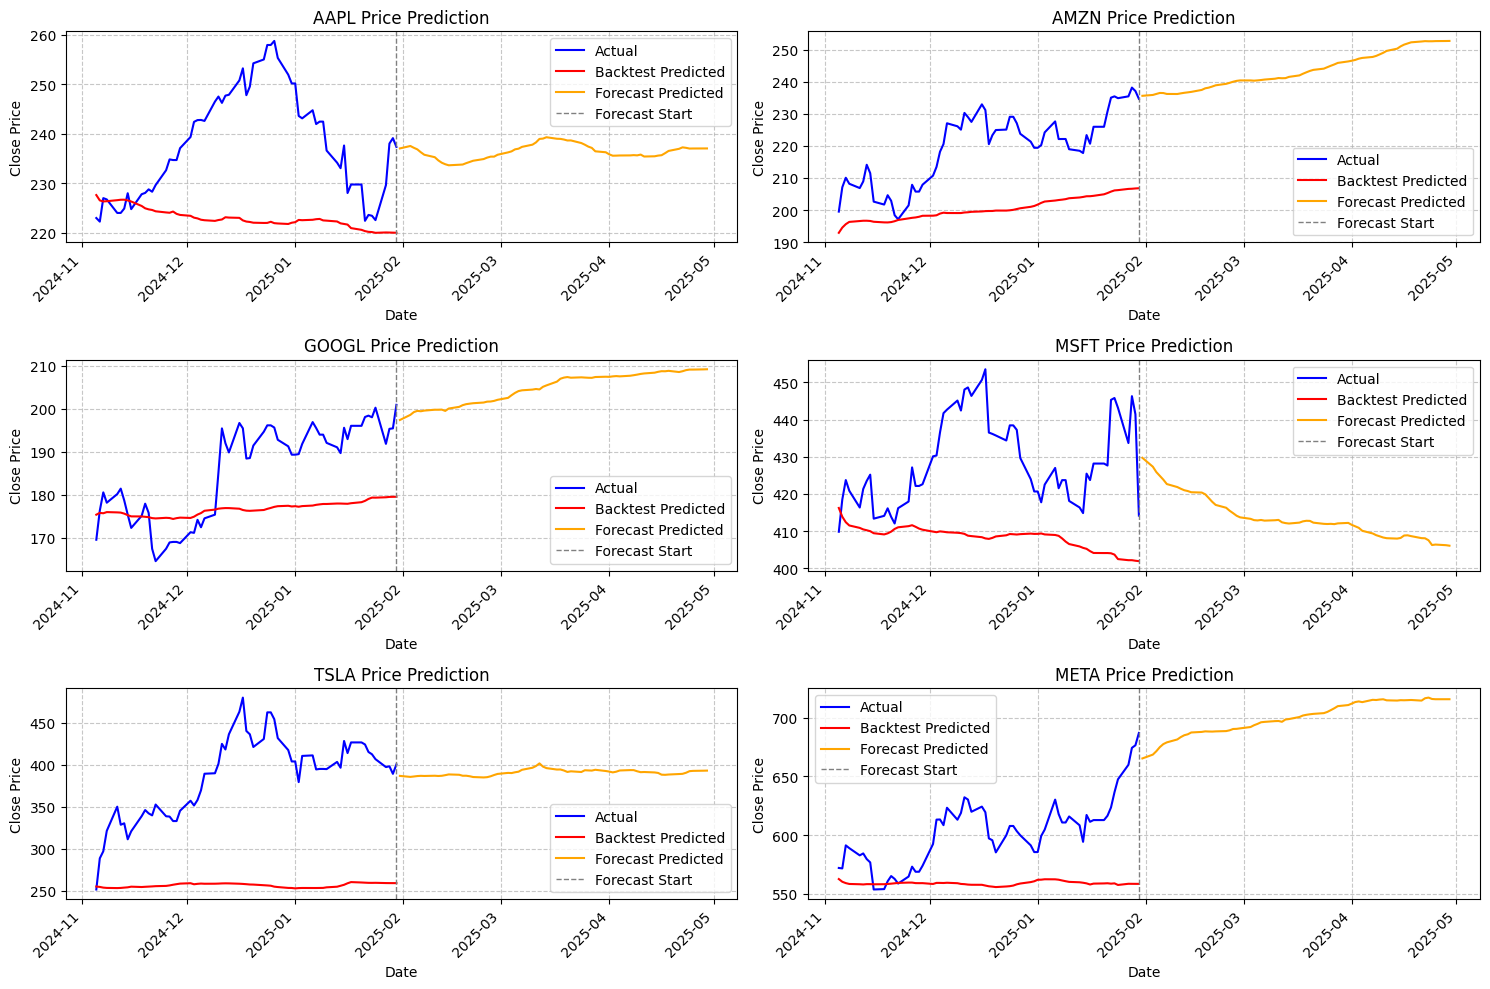 AAPL Price Prediction
Close Price
260
250
240
230
220
Actual
Backtest Predicted
Forecast Predicted
Forecast Start
2024-11
2024-12
2025-01
2025-02
2025-03
2025-04
2025-05
Date
AMZN Price Prediction
Close Price
250
240
230
220
210
200
190
Actual
Backtest Predicted
Forecast Predicted
Forecast Start
2024-11
2024-12
2025-01
2025-02
2025-03
2025-04
2025-05
Date
GOOGL Price Prediction
Close Price
210
200
190
180
170
Actual
Backtest Predicted
Forecast Predicted
Forecast Start
2024-11
2024-12
2025-01
2025-02
2025-03
2025-04
2025-05
Date
MSFT Price Prediction
Close Price
450
440
430
420
410
400
Actual
Backtest Predicted
Forecast Predicted
Forecast Start
2024-11
2024-12
2025-01
2025-02
2025-03
2025-04
2025-05
Date
TSLA Price Prediction
Close Price
450
400
350
300
250
Actual
Backtest Predicted
Forecast Predicted
Forecast Start
2024-11
2024-12
2025-01
2025-02
2025-03
2025-04
2025-05
Date
META Price Prediction
Close Price
700
650
600
550
Actual
Backtest Predicted
Forecast Predicted
Forecast Start
2024-11
2024-12
2025-01
2025-02
2025-03
2025-04
2025-05
Date